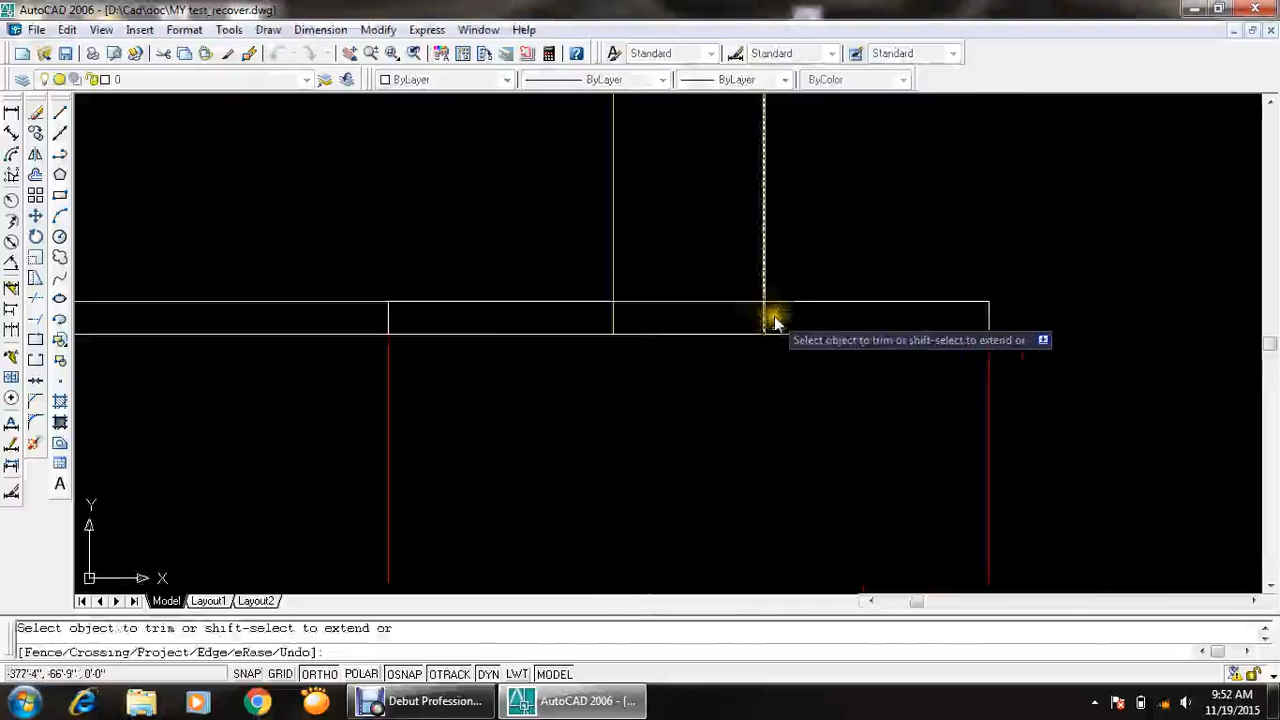 AutoCAD 2006 - [D:\Cad\doc\MY test_recover.dwg]
File Edit View Insert Format Tools Draw Dimension Modify Express Window Help
Standard Standard Standard
0 ByLayer ByLayer ByLayer ByColor
Select object to trim or shift-select to extend or
Y
X
A
A
Model Layout1 Layout2
Select object to trim or shift-select to extend or
[Fence/Crossing/Project/Edge/eRase/Undo]:
377'4", -66'9", 0'-0" SNAP GRID ORTHO POLAR OSNAP OTRACK DYN LWT MODEL
Debut Profession... AutoCAD 2006 - [...
9:52 AM
11/19/2015